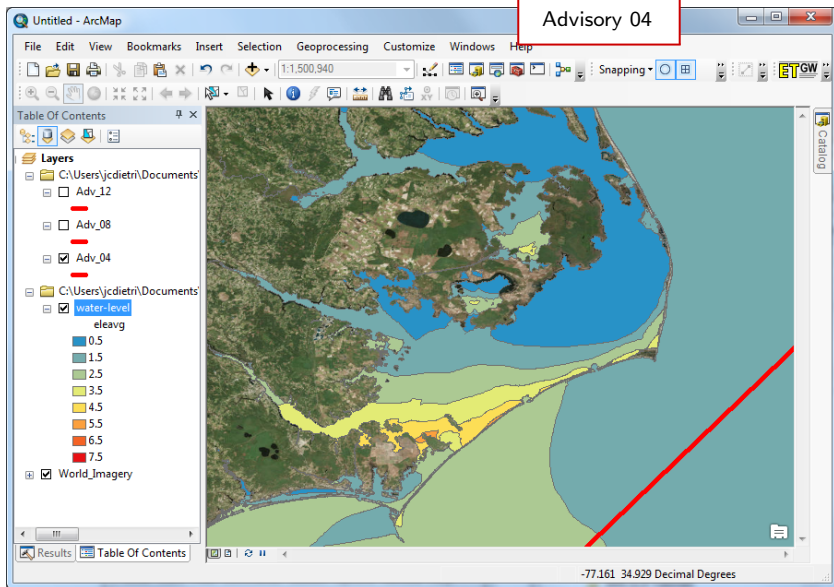 Untitled - ArcMap
Advisory 04
File Edit View Bookmarks Insert Selection Geoprocessing Customize Windows Help
1:1,500,940
Snapping
ET GW
Table Of Contents
Layers
C:\Users\jcdietri\Documents\
Adv_12
Adv_08
Adv_04
C:\Users\jcdietri\Documents\
water-level
eleavg
0.5
1.5
2.5
3.5
4.5
5.5
6.5
7.5
World_Imagery
Catalog
Results Table Of Contents
-77.161 34.929 Decimal Degrees